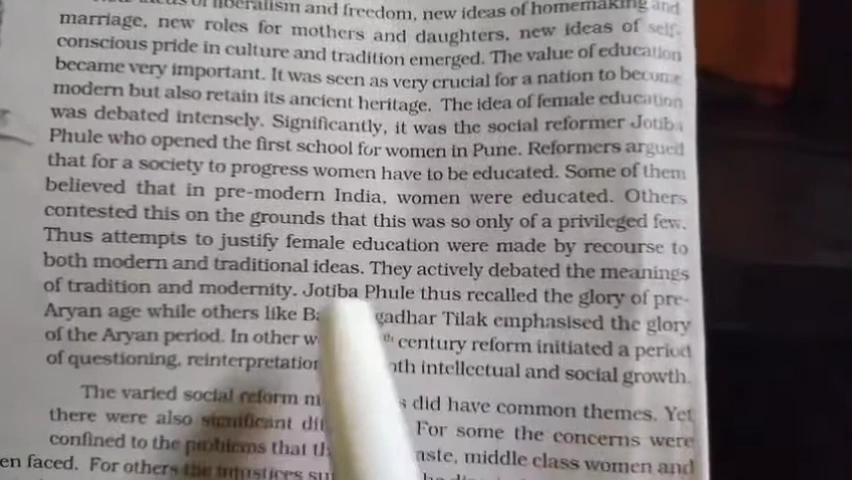 of liberalism and freedom, new ideas of homemaking and
marriage, new roles for mothers and daughters, new ideas of self-
conscious pride in culture and tradition emerged. The value of education
became very important. It was seen as very crucial for a nation to become
modern but also retain its ancient heritage. The idea of female education
was debated intensely. Significantly, it was the social reformer Jotiba
Phule who opened the first school for women in Pune. Reformers argued
that for a society to progress women have to be educated. Some of them
believed that in pre-modern India, women were educated. Others
contested this on the grounds that this was so only of a privileged few.
Thus attempts to justify female education were made by recourse to
both modern and traditional ideas. They actively debated the meanings
of tradition and modernity. Jotiba Phule thus recalled the glory of pre-
Aryan age while others like gadhar Tilak emphasised the glory
of the Aryan period. In other th century reform initiated a period
of questioning, reinterpretation oth intellectual and social growth.
The varied social reform did have common themes. Yet
there were also significant For some the concerns were
confined to the problems that middle class women and
en faced. For others the injustices